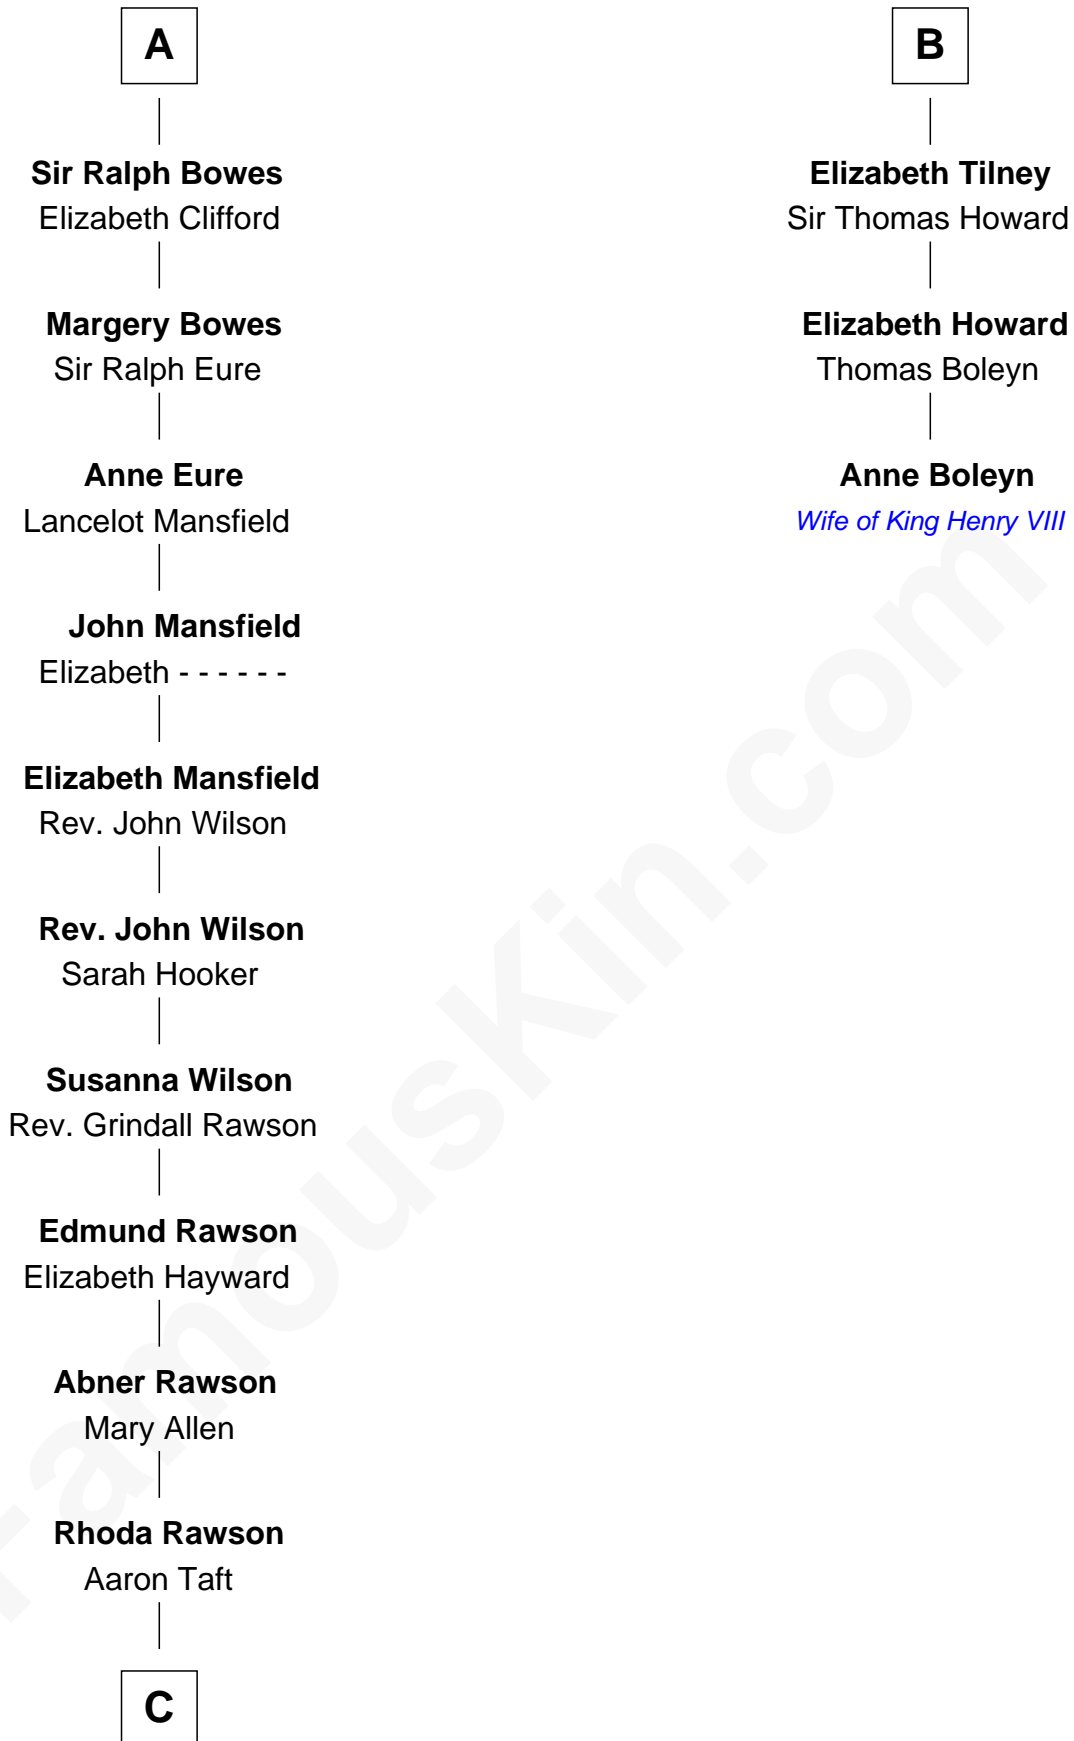 A
Sir Ralph Bowes
Elizabeth Clifford
Margery Bowes
Sir Ralph Eure
Anne Eure
Lancelot Mansfield
John Mansfield
Elizabeth - - - - - -
Elizabeth Mansfield
Rev. John Wilson
Rev. John Wilson
Sarah Hooker
Susanna Wilson
Rev. Grindall Rawson
Edmund Rawson
Elizabeth Hayward
Abner Rawson
Mary Allen
Rhoda Rawson
Aaron Taft
C
B
Elizabeth Tilney
Sir Thomas Howard
Elizabeth Howard
Thomas Boleyn
Anne Boleyn
Wife of King Henry VIII
FamousKin.com